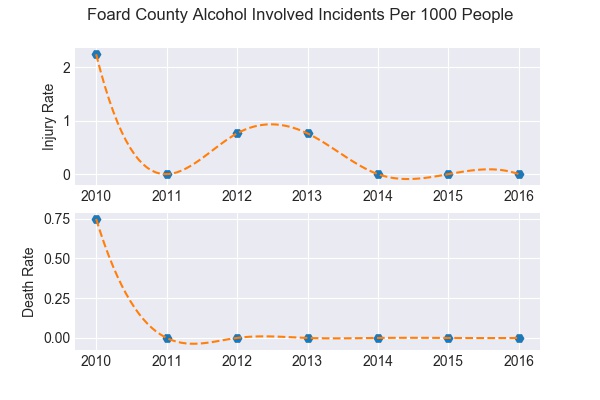 Foard County Alcohol Involved Incidents Per 1000 People
Injury Rate
2
1
0
2010 2011 2012 2013 2014 2015 2016
Death Rate
0.75
0.50
0.25
0.00
2010 2011 2012 2013 2014 2015 2016